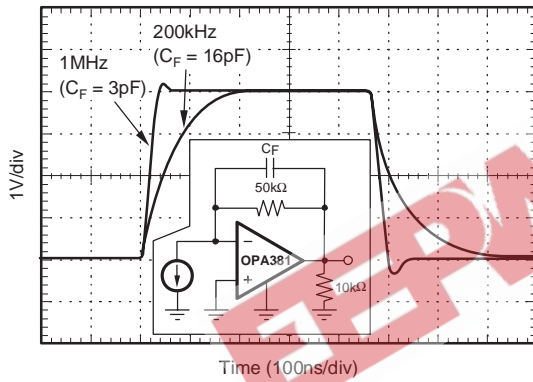 200kHz
(CF = 16pF)
1MHz
(CF = 3pF)
1V/div
CF
50kΩ
OPA381
10kΩ
Time (100ns/div)